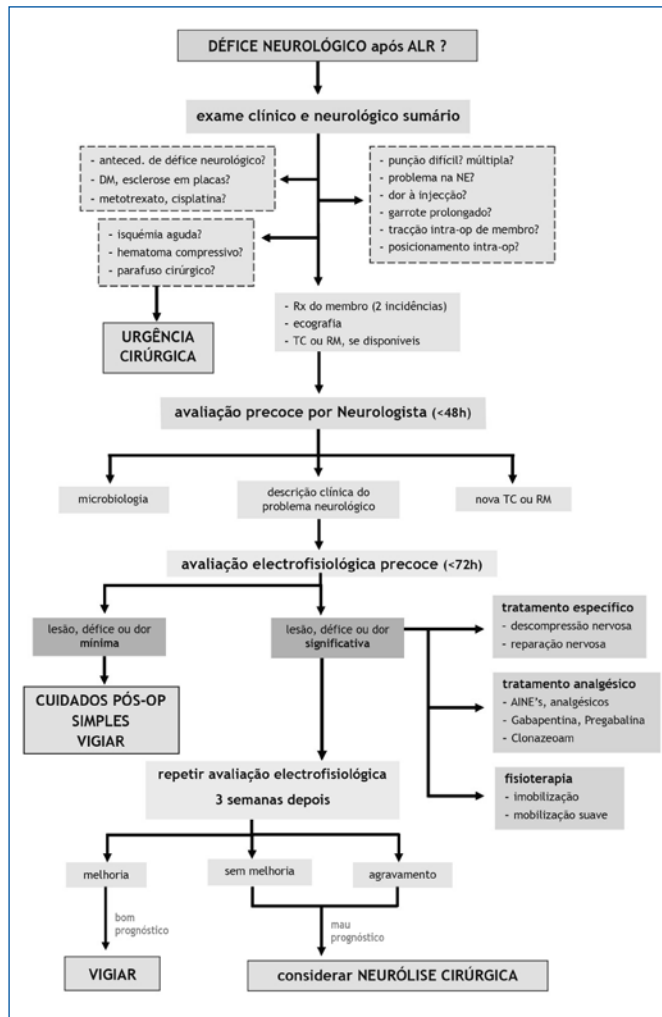 DÉFICE NEUROLÓGICO após ALR ?
exame clínico e neurológico sumário
- anteced. de défice neurológico?
- DM, esclerose em placas?
- metotrexato, cisplatina?
- punção difícil? múltipla?
- problema na NE?
- dor à injecção?
- garrote prolongado?
- tracção intra-op de membro?
- posicionamento intra-op?
- isquémia aguda?
- hematoma compressivo?
- parafuso cirúrgico?
URGÊNCIA
CIRÚRGICA
- Rx do membro (2 incidências)
- ecografia
- TC ou RM, se disponíveis
avaliação precoce por Neurologista (<48h)
microbiologia
descrição clínica do
problema neurológico
nova TC ou RM
avaliação electrofisiológica precoce (<72h)
lesão, défice ou dor
mínima
lesão, défice ou dor
significativa
tratamento específico
- descompressão nervosa
- reparação nervosa
CUIDADOS PÓS-OP
SIMPLES
VIGIAR
tratamento analgésico
- AINE's, analgésicos
- Gabapentina, Pregabalina
- Clonazeoam
repetir avaliação electrofisiológica
3 semanas depois
fisioterapia
- imobilização
- mobilização suave
melhoria
sem melhoria
agravamento
bom
prognóstico
mau
prognóstico
VIGIAR
considerar NEURÓLISE CIRÚRGICA